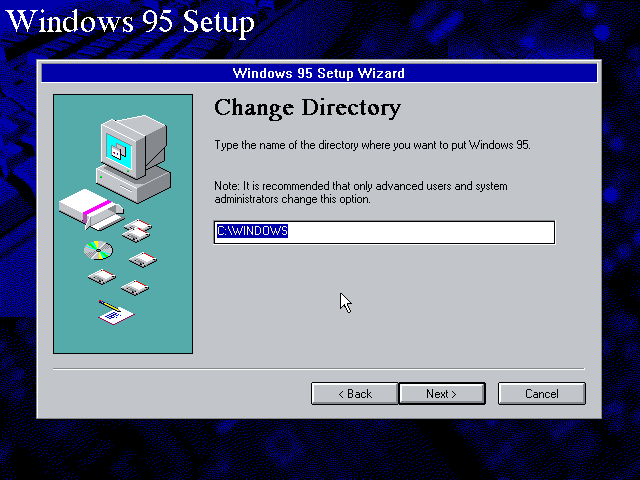 Windows 95 Setup
Windows 95 Setup Wizard
Change Directory
Type the name of the directory where you want to put Windows 95.
Note: It is recommended that only advanced users and system
administrators change this option.
C:\WINDOWS
< Back
Next >
Cancel